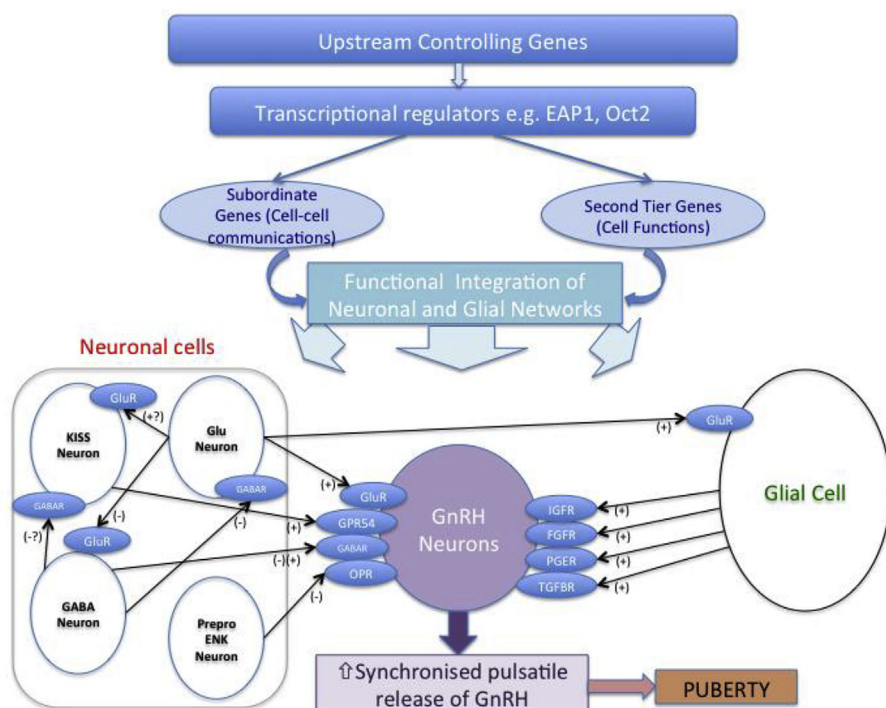 Upstream Controlling Genes
Transcriptional regulators e.g. EAP1, Oct2
Subordinate
Genes (Cell-cell
communications)
Second Tier Genes
(Cell Functions)
Functional Integration of
Neuronal and Glial Networks
Neuronal cells
GluR
(+?)
KISS
Neuron
Glu
Neuron
GABAR
GABAR
(-?)
(-)
GluR
(-)
GABA
Neuron
Prepro
ENK
Neuron
(+)
GluR
(+)
GPR54
(-)(+)
GABAR
(-)
OPR
GnRH
Neurons
(+)
GluR
Glial Cell
IGFR
(+)
FGFR
(+)
PGER
(+)
TGFBR
(+)
⇧Synchronised pulsatile
release of GnRH
PUBERTY